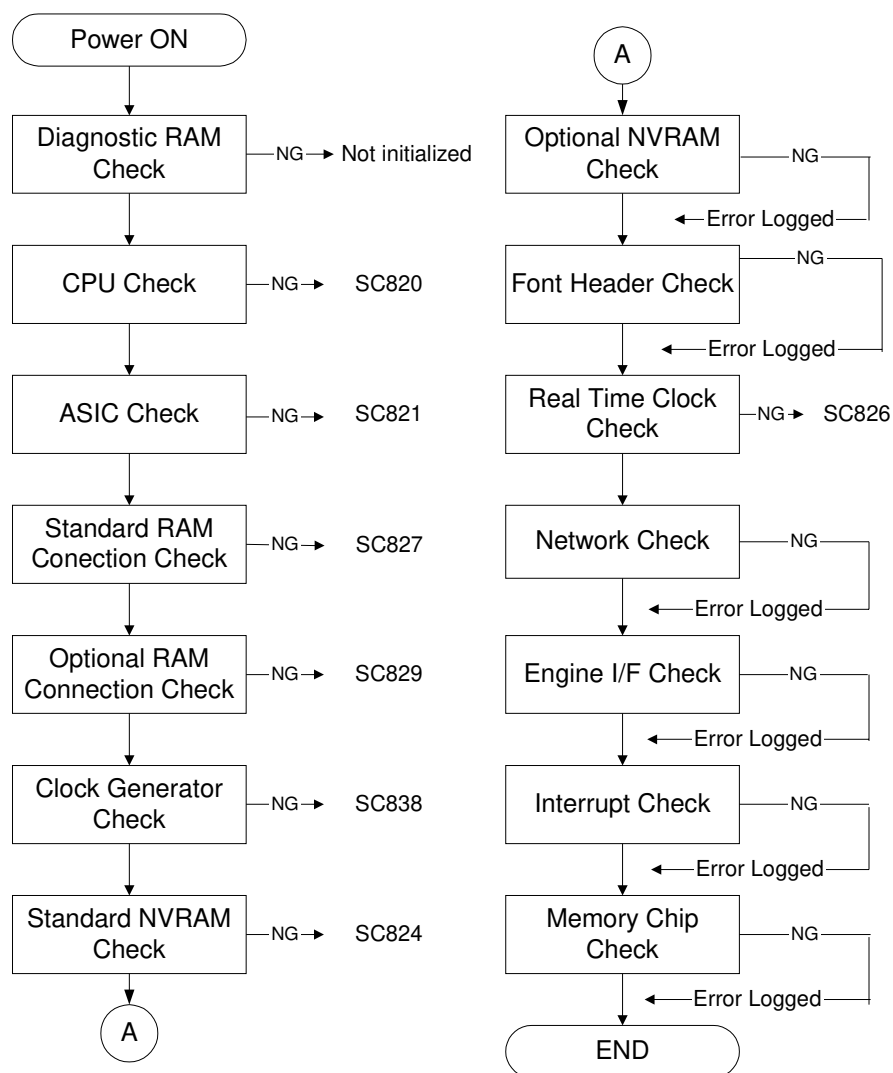 Power ON
Diagnostic RAM
Check
NG
Not initialized
CPU Check
NG
SC820
ASIC Check
NG
SC821
Standard RAM
Conection Check
NG
SC827
Optional RAM
Connection Check
NG
SC829
Clock Generator
Check
NG
SC838
Standard NVRAM
Check
NG
SC824
A
A
Optional NVRAM
Check
NG
Error Logged
Font Header Check
NG
Error Logged
Real Time Clock
Check
NG
SC826
Network Check
NG
Error Logged
Engine I/F Check
NG
Error Logged
Interrupt Check
NG
Error Logged
Memory Chip
Check
NG
Error Logged
END